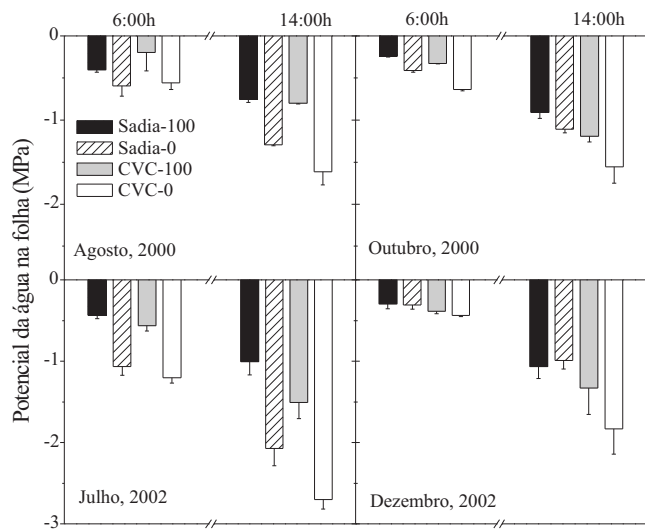 6:00h 14:00h 6:00h 14:00h
0
-1
-2
Potencial da água na folha (MPa)
Sadia-100
Sadia-0
CVC-100
CVC-0
Agosto, 2000
Outubro, 2000
0
-1
-2
-3
Julho, 2002
Dezembro, 2002